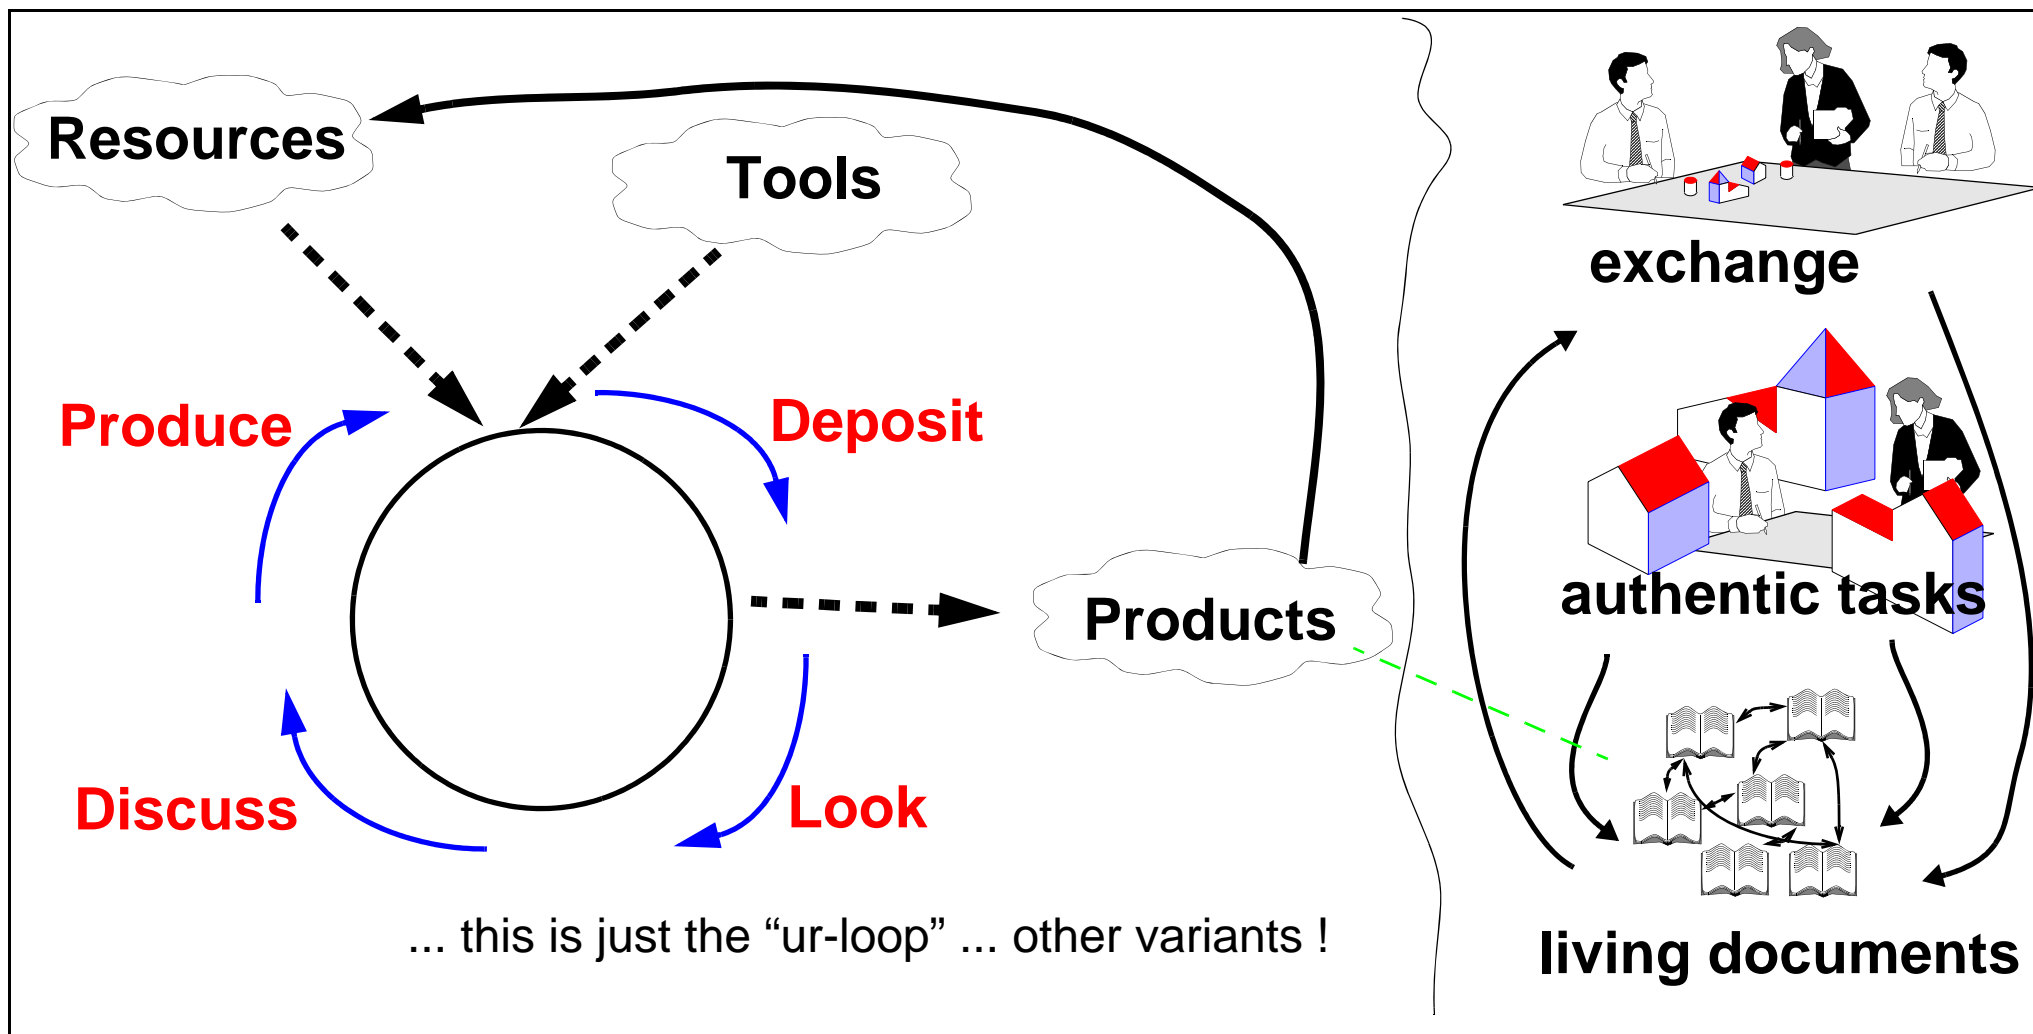 Resources
Tools
Produce
Deposit
Products
Discuss
Look
... this is just the “ur-loop” ... other variants !
exchange
authentic tasks
living documents